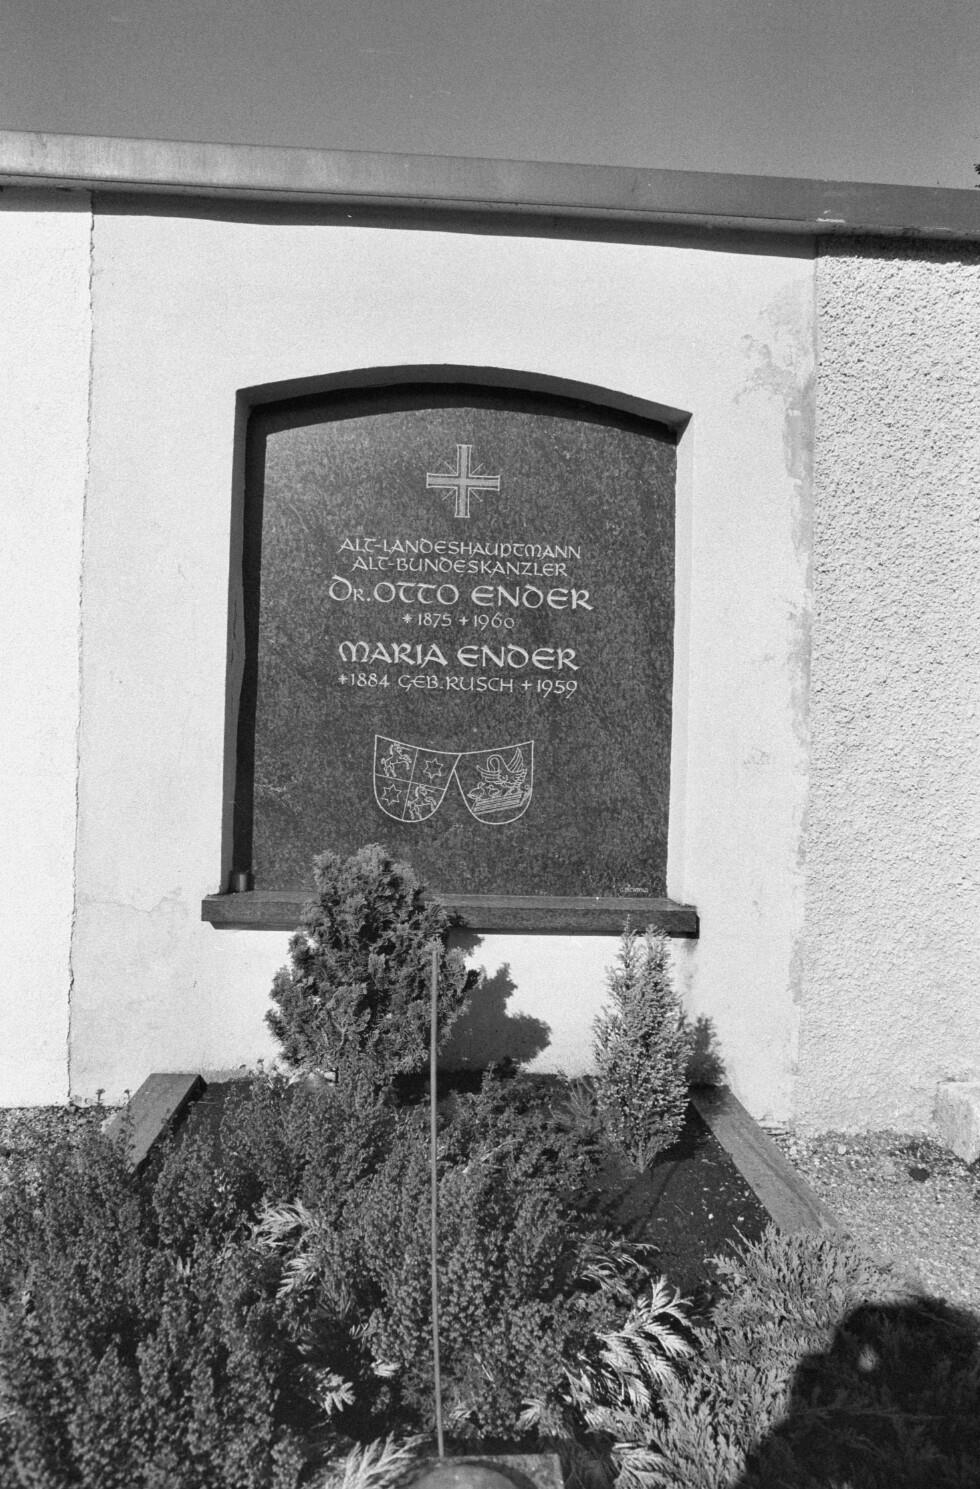 ALT-LANDESHAUPTMANN
ALT-BUNDESKANZLER
DR. OTTO ENDER
* 1875 + 1960
MARIA ENDER
*1884 GEB. RUSCH + 1959